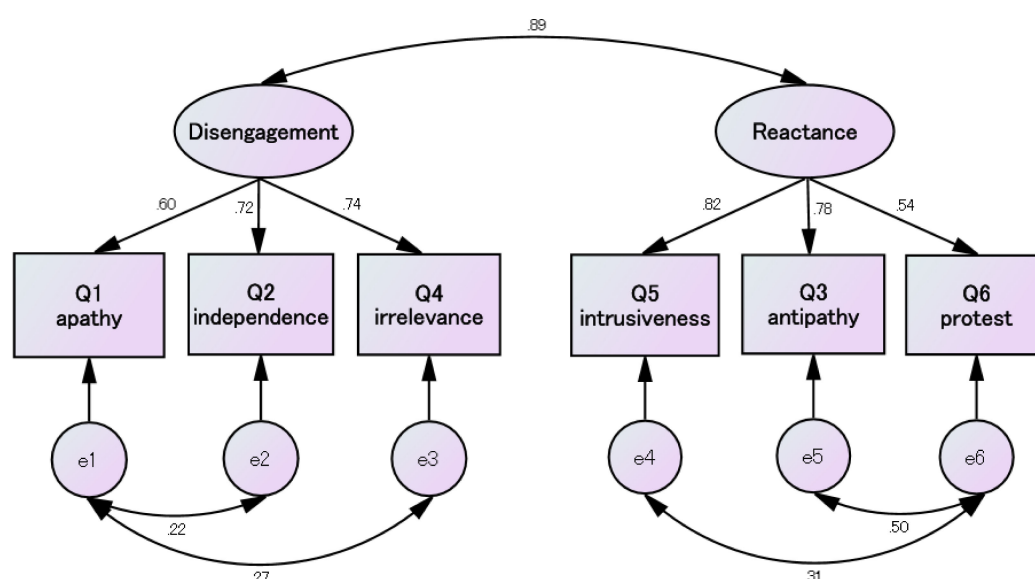 .89
Disengagement
Reactance
.60
.72
.74
.82
.78
.54
Q1
apathy
Q2
independence
Q4
irrelevance
Q5
intrusiveness
Q3
antipathy
Q6
protest
e1
e2
e3
e4
e5
e6
.22
.27
.50
.31